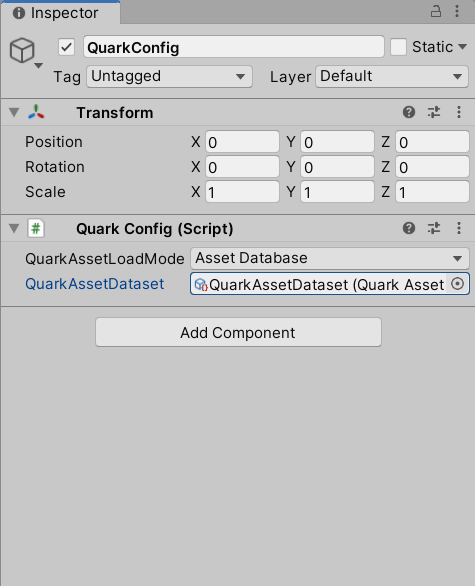 Inspector
QuarkConfig Static
Tag Untagged Layer Default
Transform
Position X 0 Y 0 Z 0
Rotation X 0 Y 0 Z 0
Scale X 1 Y 1 Z 1
# Quark Config (Script)
QuarkAssetLoadMode Asset Database
QuarkAssetDataset QuarkAssetDataset (Quark Asset
Add Component